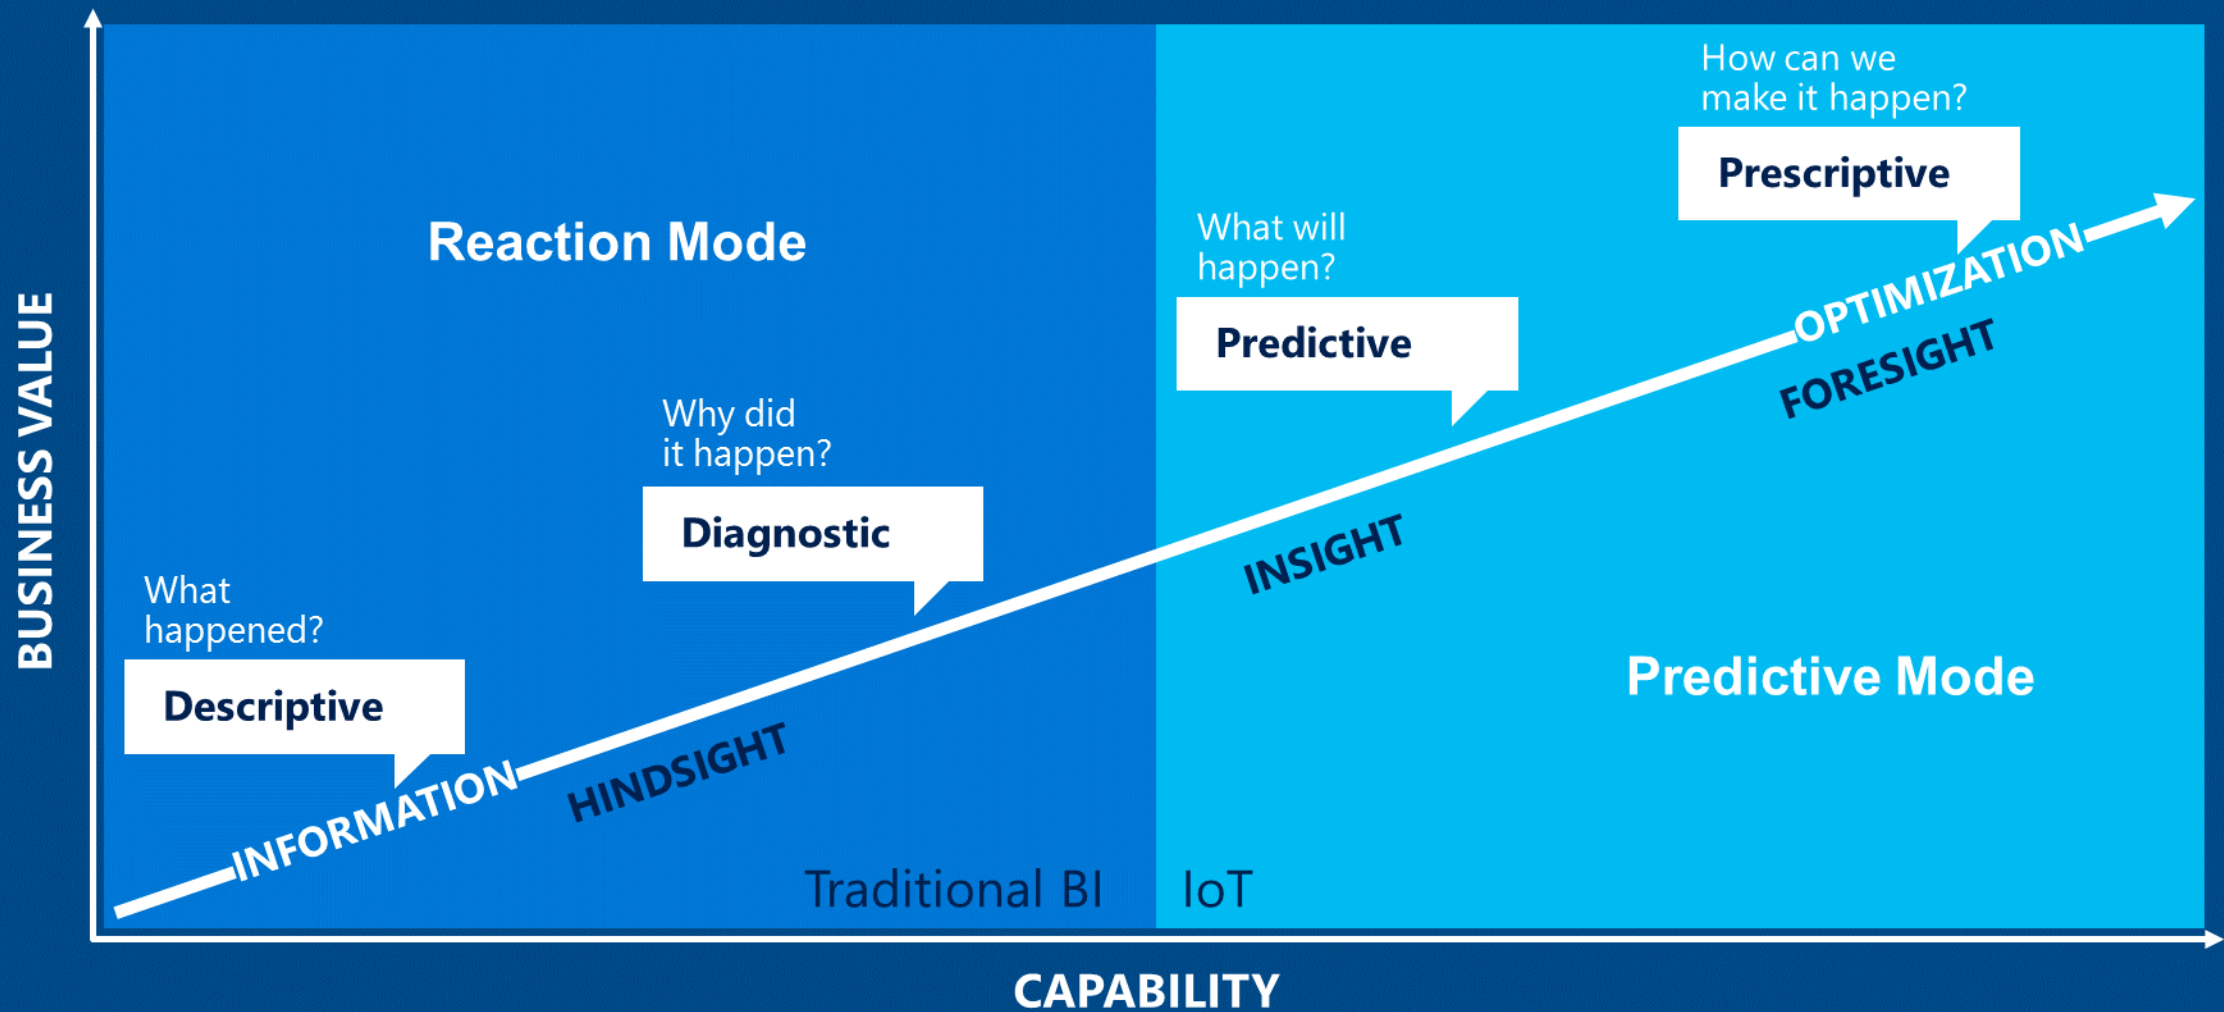 BUSINESS VALUE
Reaction Mode
What
happened?
Descriptive
INFORMATION
HINDSIGHT
Why did
it happen?
Diagnostic
Traditional BI
What will
happen?
Predictive
INSIGHT
How can we
make it happen?
Prescriptive
OPTIMIZATION
FORESIGHT
Predictive Mode
IoT
CAPABILITY